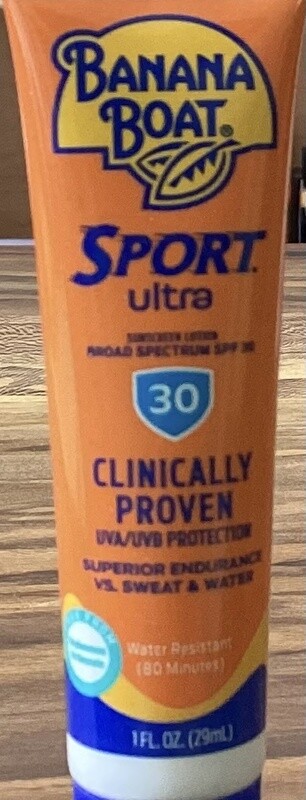 BANANA
BOAT®
SPORT
ultra
SUNSCREEN LOTION
BROAD SPECTRUM SPF 30
30
CLINICALLY
PROVEN
UVA/UVB PROTECTION
SUPERIOR ENDURANCE
VS. SWEAT & WATER
Water Resistant
(80 Minutes)
1 FL. OZ. (29mL)